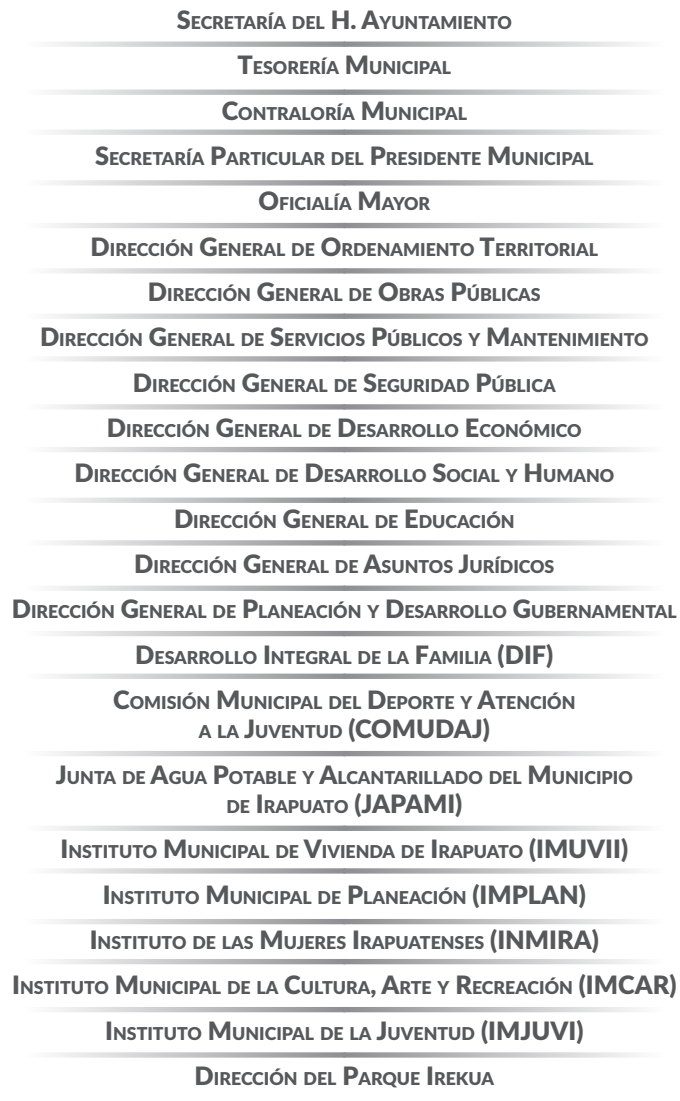 Secretaría del H. Ayuntamiento
Tesorería Municipal
Contraloría Municipal
Secretaría Particular del Presidente Municipal
Oficialía Mayor
Dirección General de Ordenamiento Territorial
Dirección General de Obras Públicas
Dirección General de Servicios Públicos y Mantenimiento
Dirección General de Seguridad Pública
Dirección General de Desarrollo Económico
Dirección General de Desarrollo Social y Humano
Dirección General de Educación
Dirección General de Asuntos Jurídicos
Dirección General de Planeación y Desarrollo Gubernamental
Desarrollo Integral de la Familia (DIF)
Comisión Municipal del Deporte y Atención
a la Juventud (COMUDAJ)
Junta de Agua Potable y Alcantarillado del Municipio
de Irapuato (JAPAMI)
Instituto Municipal de Vivienda de Irapuato (IMUVII)
Instituto Municipal de Planeación (IMPLAN)
Instituto de las Mujeres Irapuatenses (INMIRA)
Instituto Municipal de la Cultura, Arte y Recreación (IMCAR)
Instituto Municipal de la Juventud (IMJUVI)
Dirección del Parque Irekua